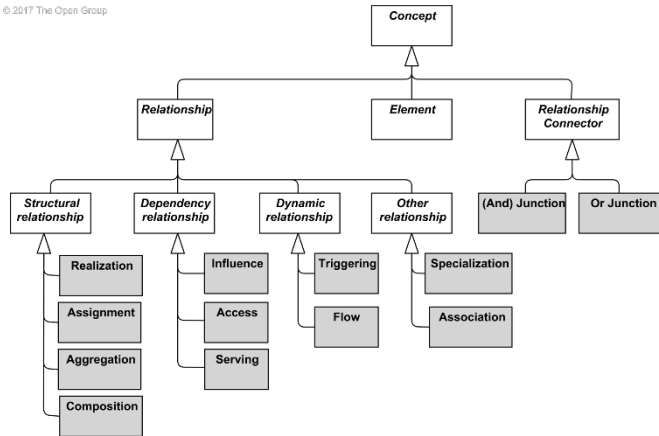 © 2017 The Open Group
Concept
Relationship
Element
Relationship
Connector
Structural
relationship
Dependency
relationship
Dynamic
relationship
Other
relationship
(And) Junction
Or Junction
Realization
Influence
Triggering
Specialization
Assignment
Access
Flow
Association
Aggregation
Serving
Composition